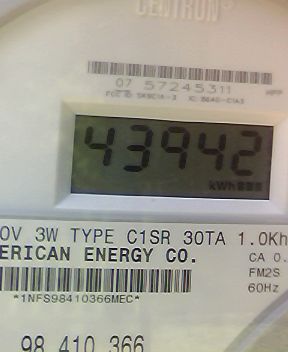 CENTRON®
07 57245311
43942
kWh
0V 3W TYPE C1SR 30TA 1.0Kh
ERICAN ENERGY CO.
CA 0.
FM2S
*1NFS98410366MEC*
60Hz
98 410 366